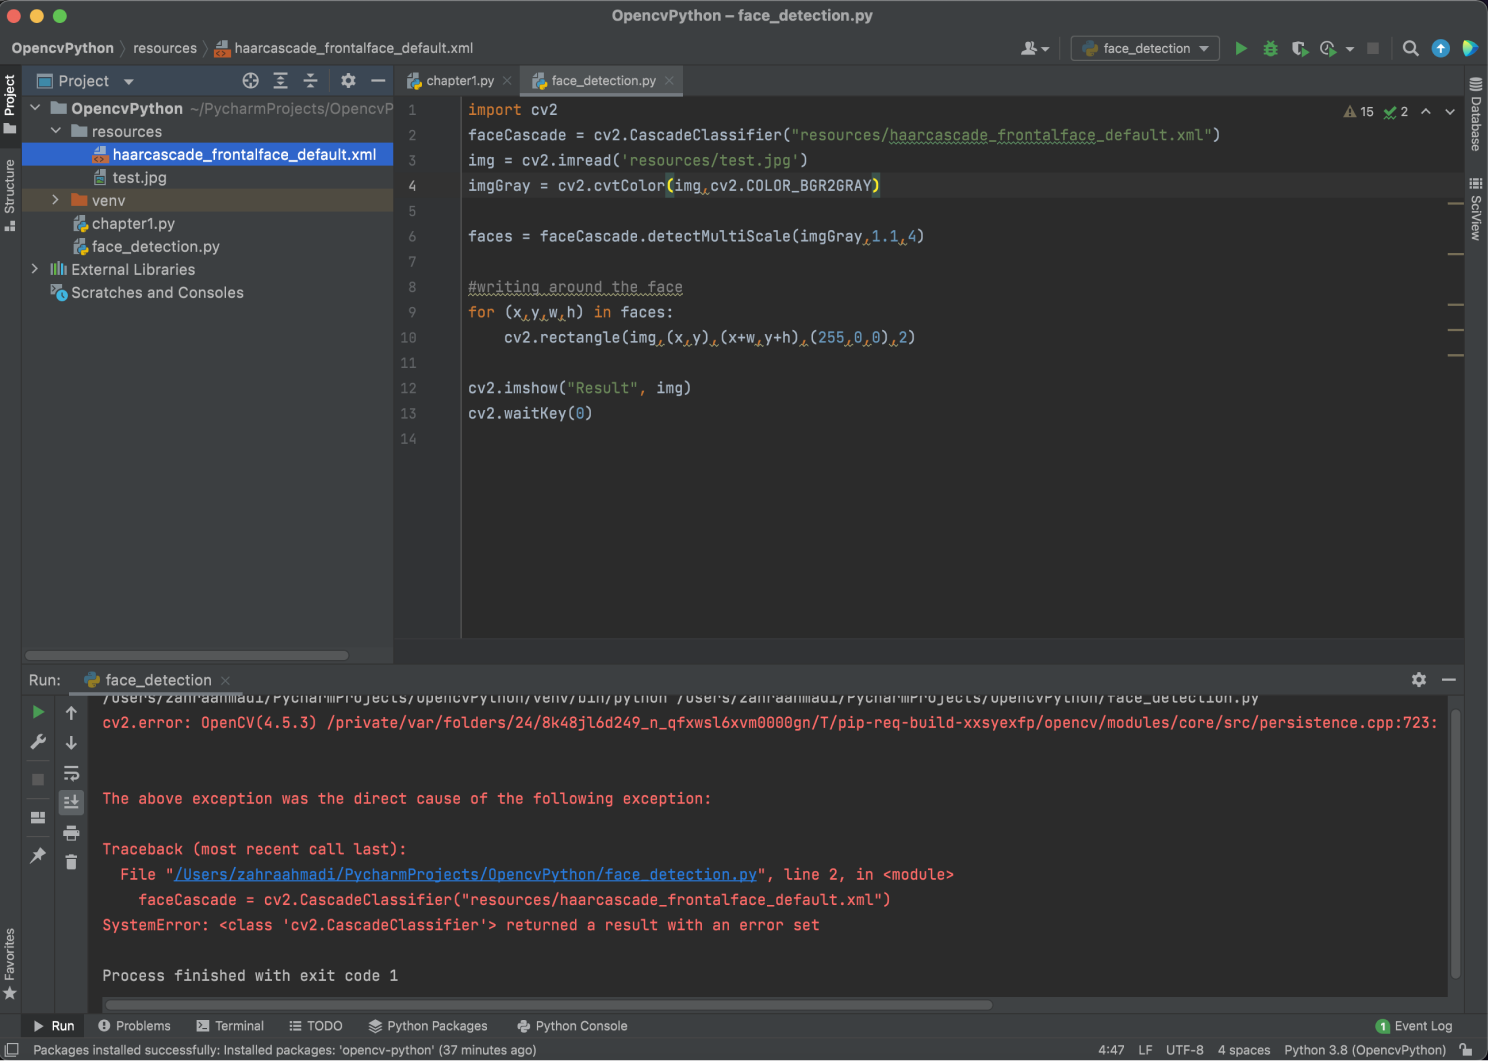 OpencvPython – face_detection.py
OpencvPython
resources
haarcascade_frontalface_default.xml
face_detection
Project
Project
Structure
Favorites
OpencvPython ~/PycharmProjects/OpencvP
resources
haarcascade_frontalface_default.xml
test.jpg
venv
chapter1.py
face_detection.py
External Libraries
Scratches and Consoles
chapter1.py
face_detection.py
15
2
Database
SciView
1 import cv2
2 faceCascade = cv2.CascadeClassifier("resources/haarcascade_frontalface_default.xml")
3 img = cv2.imread('resources/test.jpg')
4 imgGray = cv2.cvtColor(img,cv2.COLOR_BGR2GRAY)
5
6 faces = faceCascade.detectMultiScale(imgGray,1.1,4)
7
8 #writing around the face
9 for (x,y,w,h) in faces:
10 cv2.rectangle(img,(x,y),(x+w,y+h),(255,0,0),2)
11
12 cv2.imshow("Result", img)
13 cv2.waitKey(0)
14
Run:
face_detection
/Users/zahraahmadi/PycharmProjects/OpencvPython/venv/bin/python /Users/zahraahmadi/PycharmProjects/OpencvPython/face_detection.py
cv2.error: OpenCV(4.5.3) /private/var/folders/24/8k48jl6d249_n_qfxwsl6xvm0000gn/T/pip-req-build-xxsyexfp/opencv/modules/core/src/persistence.cpp:723:
The above exception was the direct cause of the following exception:
Traceback (most recent call last):
File "/Users/zahraahmadi/PycharmProjects/OpencvPython/face_detection.py", line 2, in <module>
faceCascade = cv2.CascadeClassifier("resources/haarcascade_frontalface_default.xml")
SystemError: <class 'cv2.CascadeClassifier'> returned a result with an error set
Process finished with exit code 1
Run
Problems
Terminal
TODO
Python Packages
Python Console
1 Event Log
Packages installed successfully: Installed packages: 'opencv-python' (37 minutes ago)
4:47 LF UTF-8 4 spaces Python 3.8 (OpencvPython)